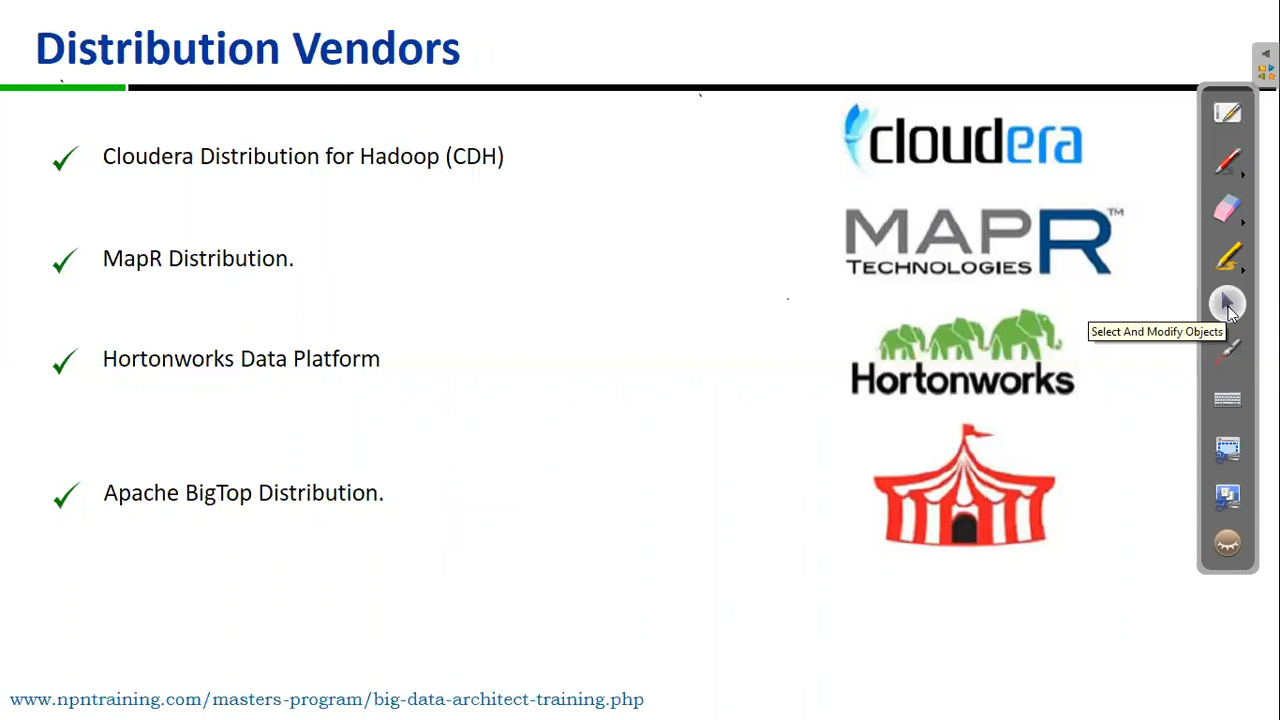 Distribution Vendors
Cloudera Distribution for Hadoop (CDH)
cloudera
MapR Distribution.
MAPR™
TECHNOLOGIES
Hortonworks Data Platform
Hortonworks
Select And Modify Objects
Apache BigTop Distribution.
www.npntraining.com/masters-program/big-data-architect-training.php